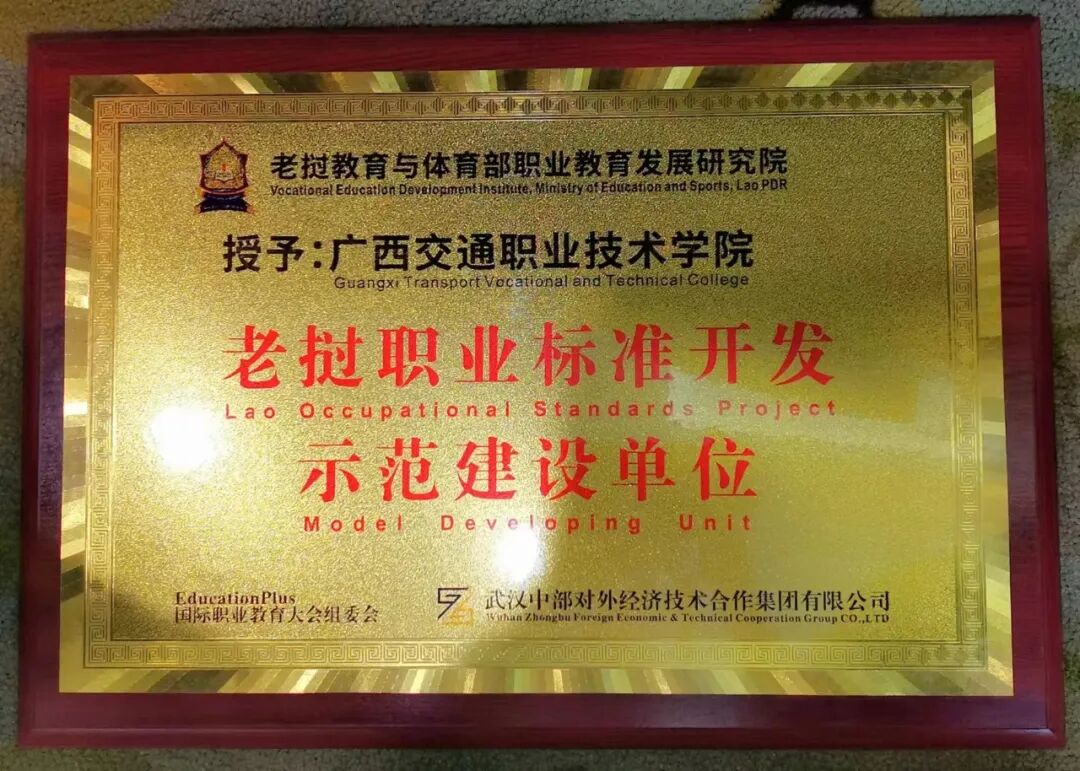 老挝教育与体育部职业教育发展研究院
Vocational Education Development Institute, Ministry of Education and Sports, Lao PDR
授予:广西交通职业技术学院
Guangxi Transport Vocational and Technical College
老挝职业标准开发
Lao Occupational Standards Project
示范建设单位
Model Developing Unit
EducationPlus
国际职业教育大会组委会
武汉中部对外经济技术合作集团有限公司
Wuhan Zhongbu Foreign Economic & Technical Cooperation Group CO.,LTD